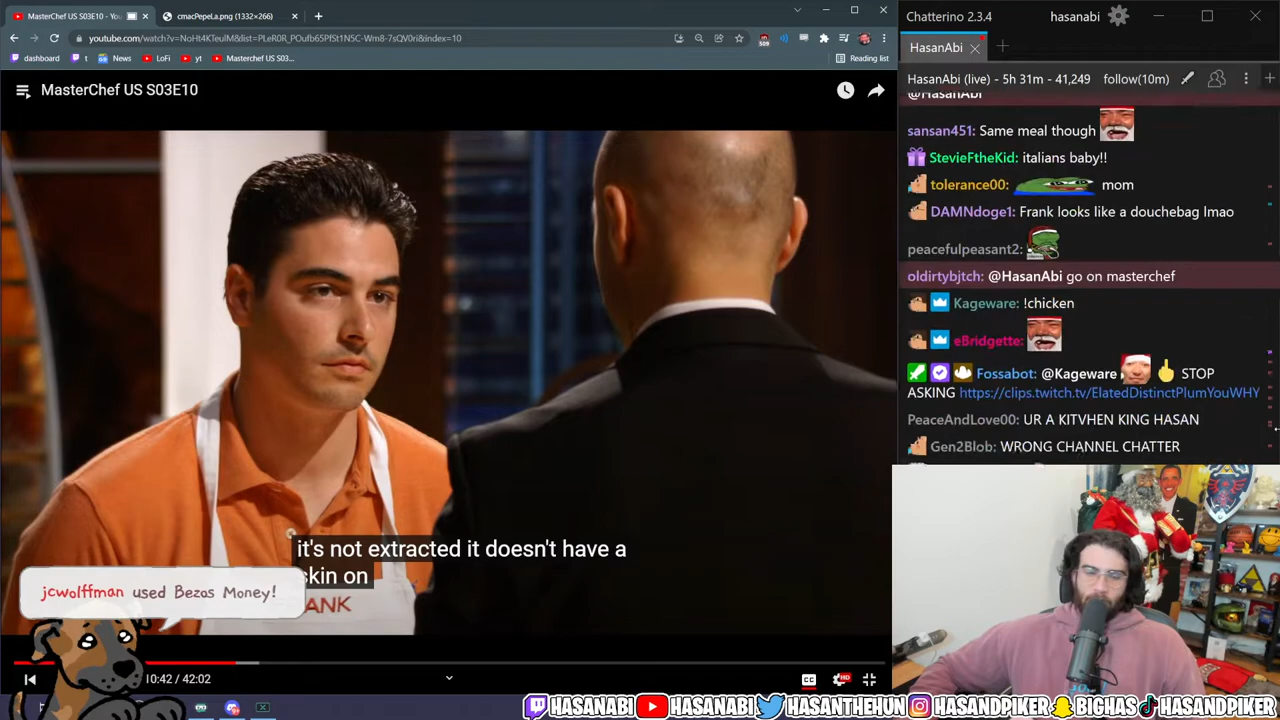 MasterChef US S03E10 - You
cmacPepeLa.png (1332×266)
youtube.com/watch?v=NoHt4KTeulM&dist=PLeR0R_POufb65PfSt1N5C-Wm8-7sQV0ri&index=10
509
dashboard
t
News
LoFi
yt
Masterchef US S03...
Reading list
MasterChef US S03E10
it's not extracted it doesn't have a
skin on
jcwolffman used Bezos Money!
10:42 / 42:02
CC
HD
Chatterino 2.3.4
hasanabi
HasanAbi
HasanAbi (live) - 5h 31m - 41,249
follow(10m)
@HasanAbi
sansan451: Same meal though
StevieFtheKid: italians baby!!
tolerance00: mom
DAMNdoge1: Frank looks like a douchebag lmao
peacefulpeasant2:
oldirtybjtch: @HasanAbi go on masterchef
Kageware: !chicken
eBridgette:
Fossabot: @Kageware STOP
ASKING https://clips.twitch.tv/ElatedDistinctPlumYouWHY
PeaceAndLove00: UR A KITVHEN KING HASAN
Gen2Blob: WRONG CHANNEL CHATTER
HASANABI HASANABI HASANTHEHUN HASANDPIKER BIGHAS HASANDPIKER